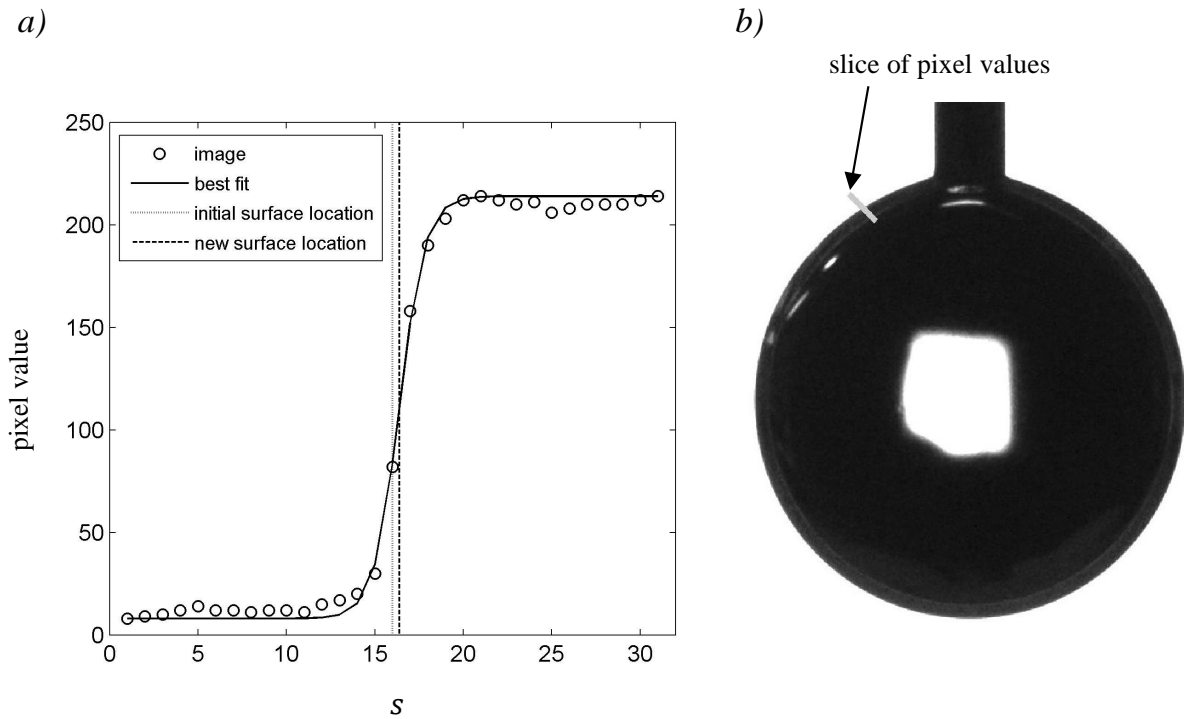 a)
b)
slice of pixel values
250
200
150
100
50
0
image
best fit
initial surface location
new surface location
pixel value
0 5 10 15 20 25 30
s